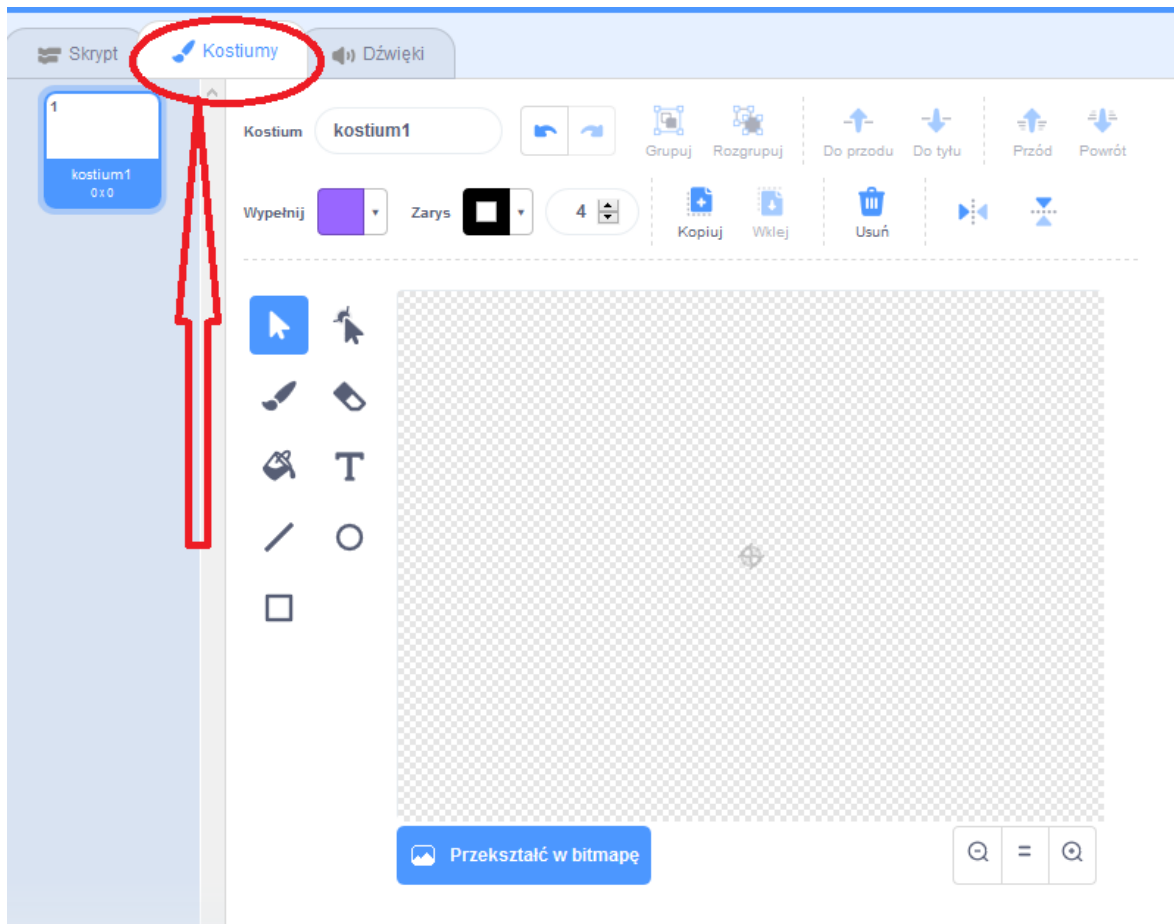 Skrypt Kostiumy Dźwięki
1
kostium1
0 x 0
Kostium kostium1
Grupuj Rozgrupuj Do przodu Do tyłu Przód Powrót
Wypełnij Zarys 4
Kopiuj Wklej Usuń
T
Przekształć w bitmapę
=